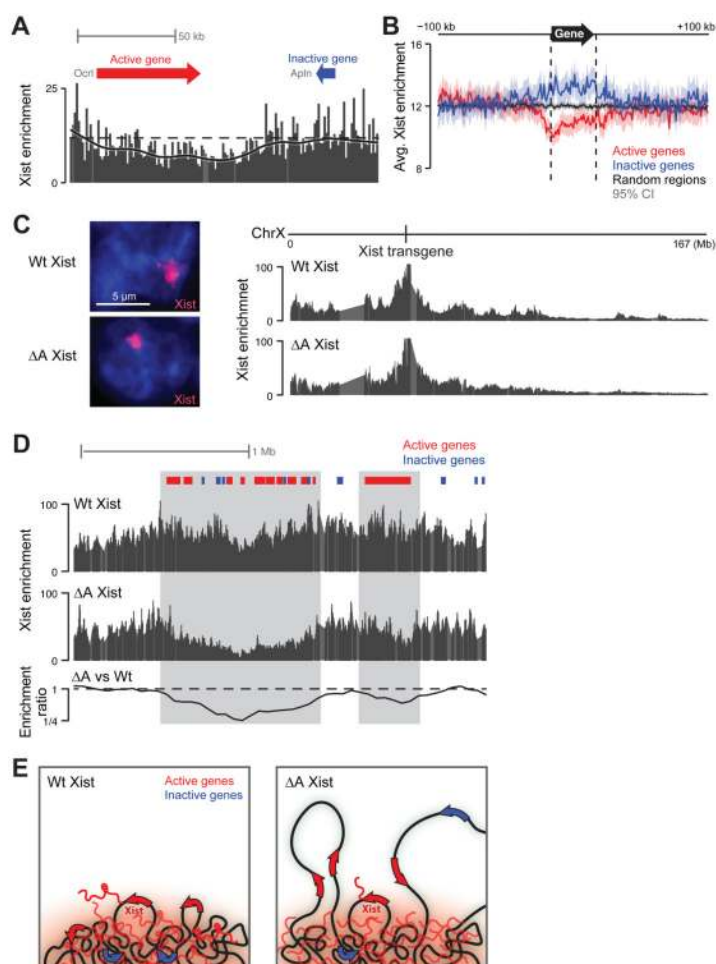 A
50 kb
Active gene
Inactive gene
Ocrl
Apln
25
Xist enrichment
0
B
−100 kb
Gene
+100 kb
16
12
8
Avg. Xist enrichment
Active genes
Inactive genes
Random regions
95% CI
C
Wt Xist
5 µm
Xist
ΔA Xist
Xist
ChrX
0
Xist transgene
167 (Mb)
Wt Xist
100
0
Xist enrichmnet
ΔA Xist
100
0
D
1 Mb
Active genes
Inactive genes
Wt Xist
100
0
Xist enrichment
ΔA Xist
100
0
ΔA vs Wt
Enrichment ratio
1
1/4
E
Wt Xist
Active genes
Inactive genes
Xist
ΔA Xist
Xist